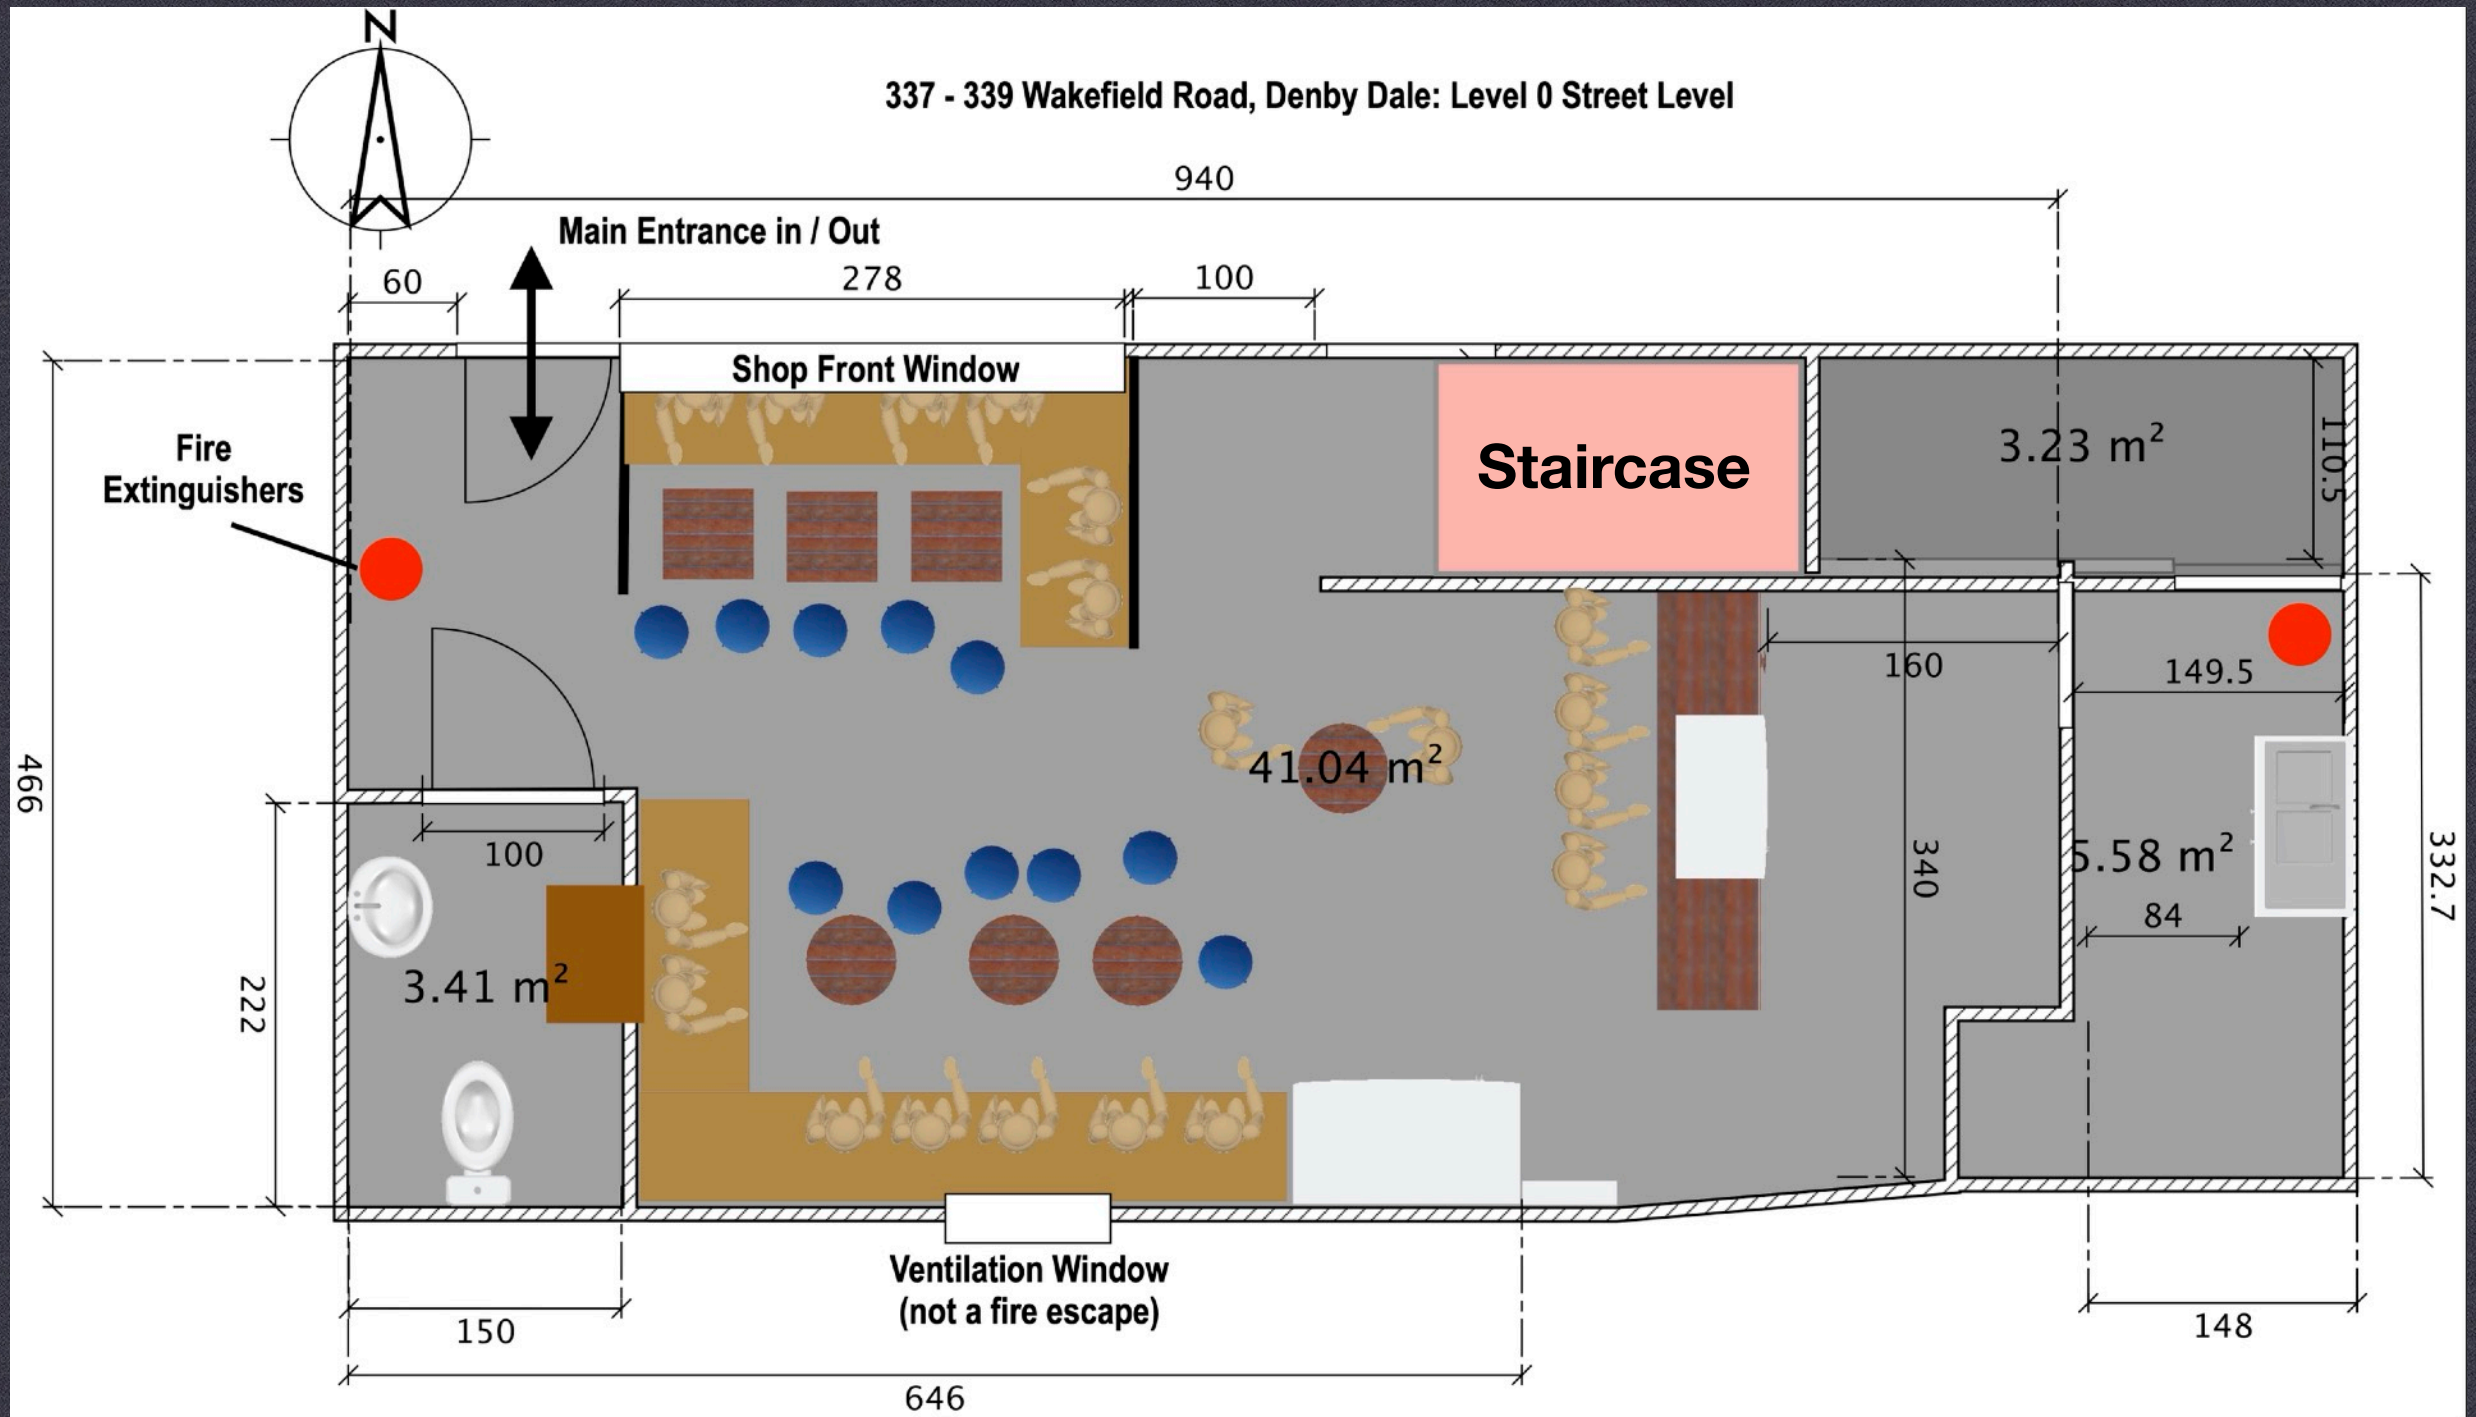 N
337 - 339 Wakefield Road, Denby Dale: Level 0 Street Level
940
Main Entrance in / Out
60
278
100
Shop Front Window
Fire
Extinguishers
Staircase
3.23 m²
110.5
160
149.5
466
41.04 m²
100
340
5.58 m²
332.7
84
3.41 m²
222
Ventilation Window
(not a fire escape)
150
148
646